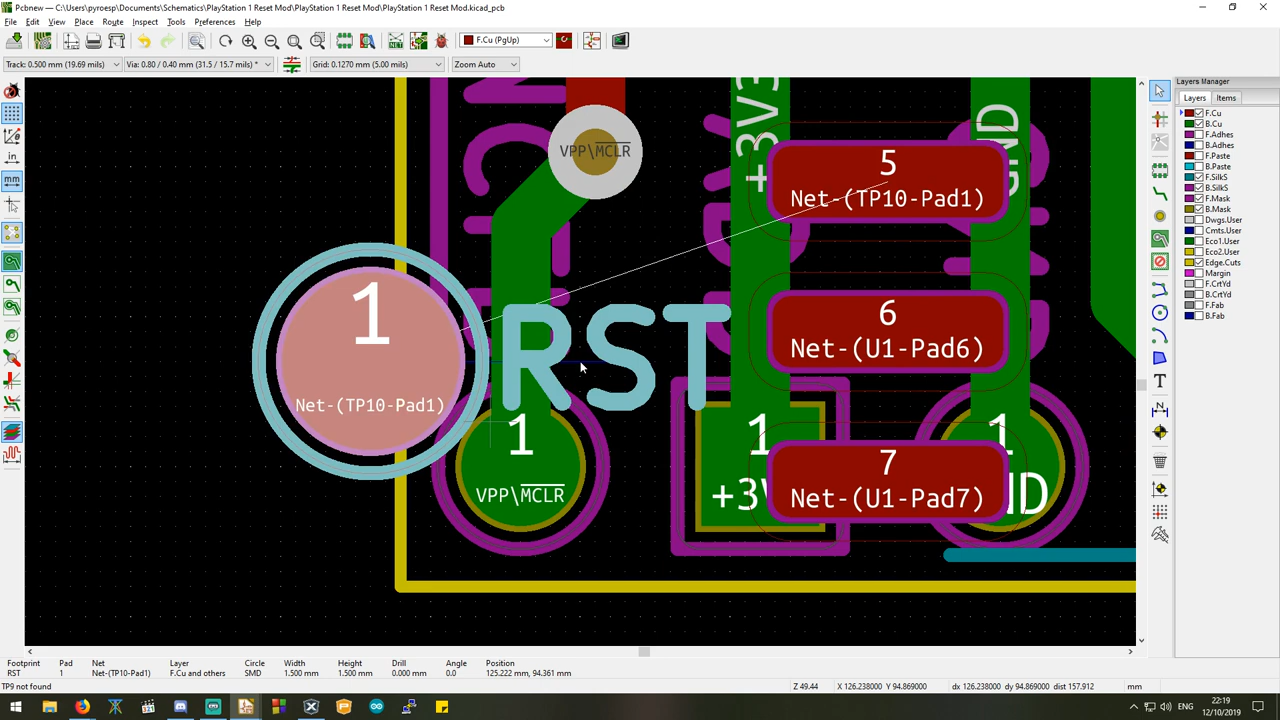 Pcbnew — C:\Users\pyroesp\Documents\Schematics\PlayStation 1 Reset Mod\PlayStation 1 Reset Mod.kicad_pcb
File Edit View Place Route Inspect Tools Preferences Help
F.Cu (PgUp)
Track: 0.500 mm (19.69 mils) Via: 0.80 / 0.40 mm (31.5 / 15.7 mils) * Grid: 0.1270 mm (5.00 mils) Zoom Auto
Layers Manager
Layers Items
F.Cu
B.Cu
F.Adhes
B.Adhes
F.Paste
B.Paste
F.SilkS
B.SilkS
F.Mask
B.Mask
Dwgs.User
Cmts.User
Eco1.User
Eco2.User
Edge.Cuts
Margin
F.CrtYd
B.CrtYd
F.Fab
B.Fab
in
mm
+3V3
GND
VPP\MCLR
5
Net-(TP10-Pad1)
1
Net-(TP10-Pad1)
RST
6
Net-(U1-Pad6)
1
VPP\MCLR
1
1
7
Net-(U1-Pad7)
Footprint Pad Net Layer Circle Width Height Drill Angle Position
RST 1 Net-(TP10-Pad1) F.Cu and others SMD 1.500 mm 1.500 mm 0.000 mm 0.0 125.222 mm, 94.361 mm
TP9 not found Z 49.44 X 126.238000 Y 94.869000 dx 126.238000 dy 94.869000 dist 157.912 mm
ENG
22:19
12/10/2019